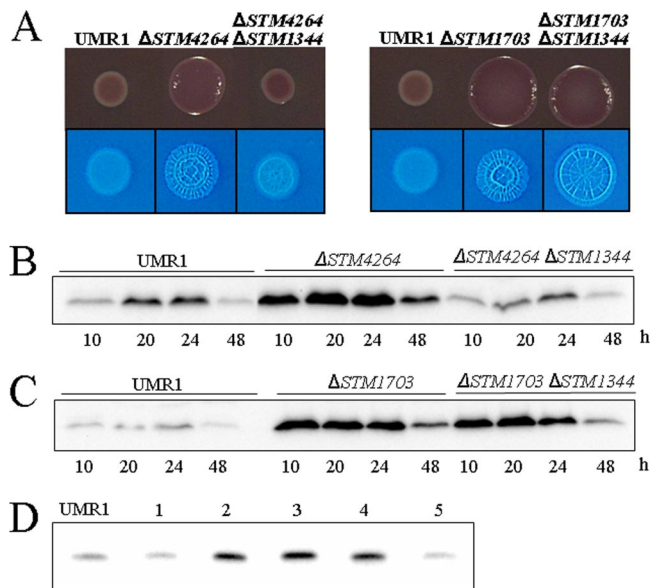 A
UMR1 ΔSTM4264 ΔSTM4264 ΔSTM1344
UMR1 ΔSTM1703 ΔSTM1703 ΔSTM1344
B
UMR1 ΔSTM4264 ΔSTM4264 ΔSTM1344
10 20 24 48 10 20 24 48 10 20 24 48 h
C
UMR1 ΔSTM1703 ΔSTM1703 ΔSTM1344
10 20 24 48 10 20 24 48 10 20 24 48 h
D
UMR1 1 2 3 4 5